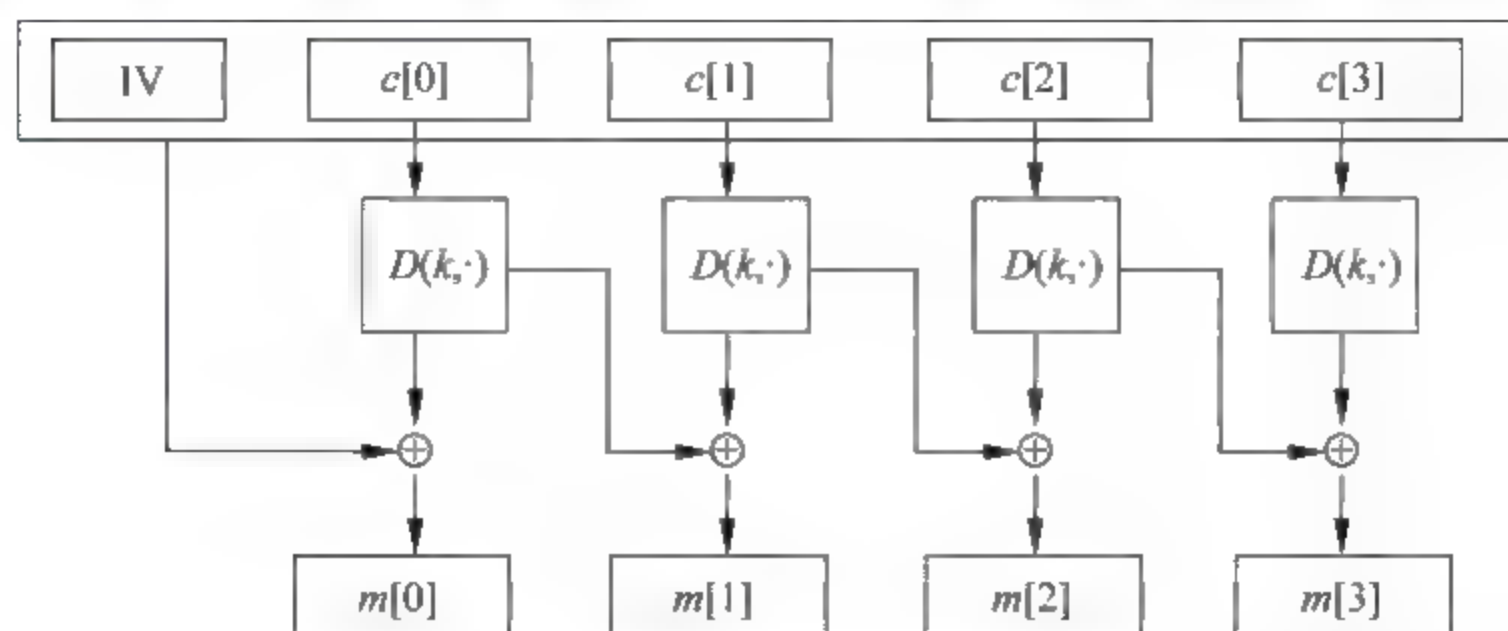 IV c[0] c[1] c[2] c[3]
D(k,·) D(k,·) D(k,·) D(k,·)
⊕ ⊕ ⊕ ⊕
m[0] m[1] m[2] m[3]